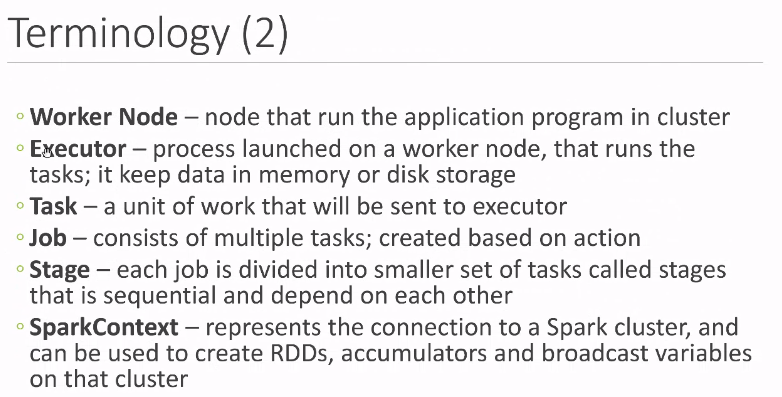 Terminology (2)
◦ Worker Node – node that run the application program in cluster
◦ Executor – process launched on a worker node, that runs the
tasks; it keep data in memory or disk storage
◦ Task – a unit of work that will be sent to executor
◦ Job – consists of multiple tasks; created based on action
◦ Stage – each job is divided into smaller set of tasks called stages
that is sequential and depend on each other
◦ SparkContext – represents the connection to a Spark cluster, and
can be used to create RDDs, accumulators and broadcast variables
on that cluster